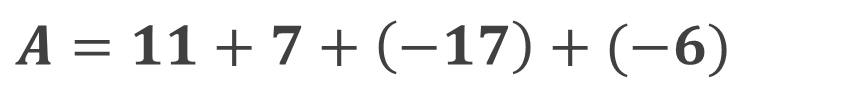 A = 11 + 7 + (−17) + (−6)